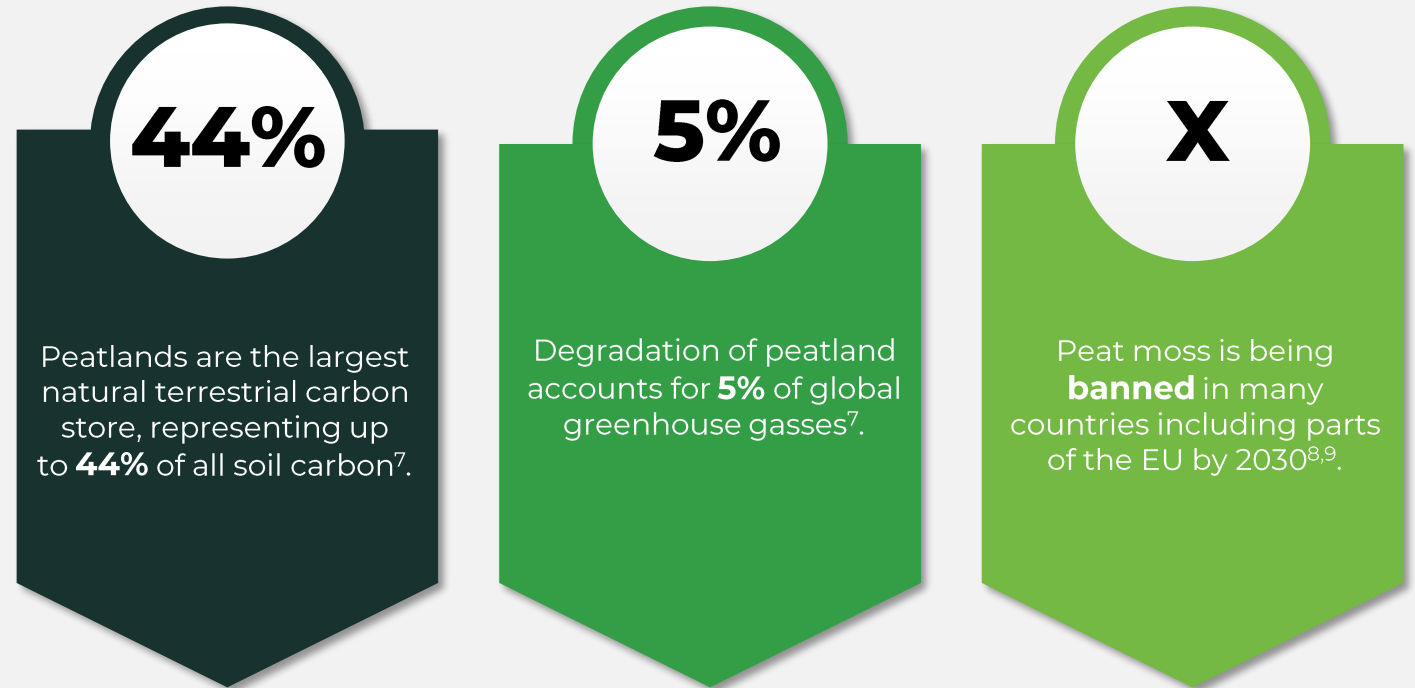 44%
Peatlands are the largest
natural terrestrial carbon
store, representing up
to 44% of all soil carbon⁷.
5%
Degradation of peatland
accounts for 5% of global
greenhouse gasses⁷.
X
Peat moss is being
banned in many
countries including parts
of the EU by 2030⁸,⁹.